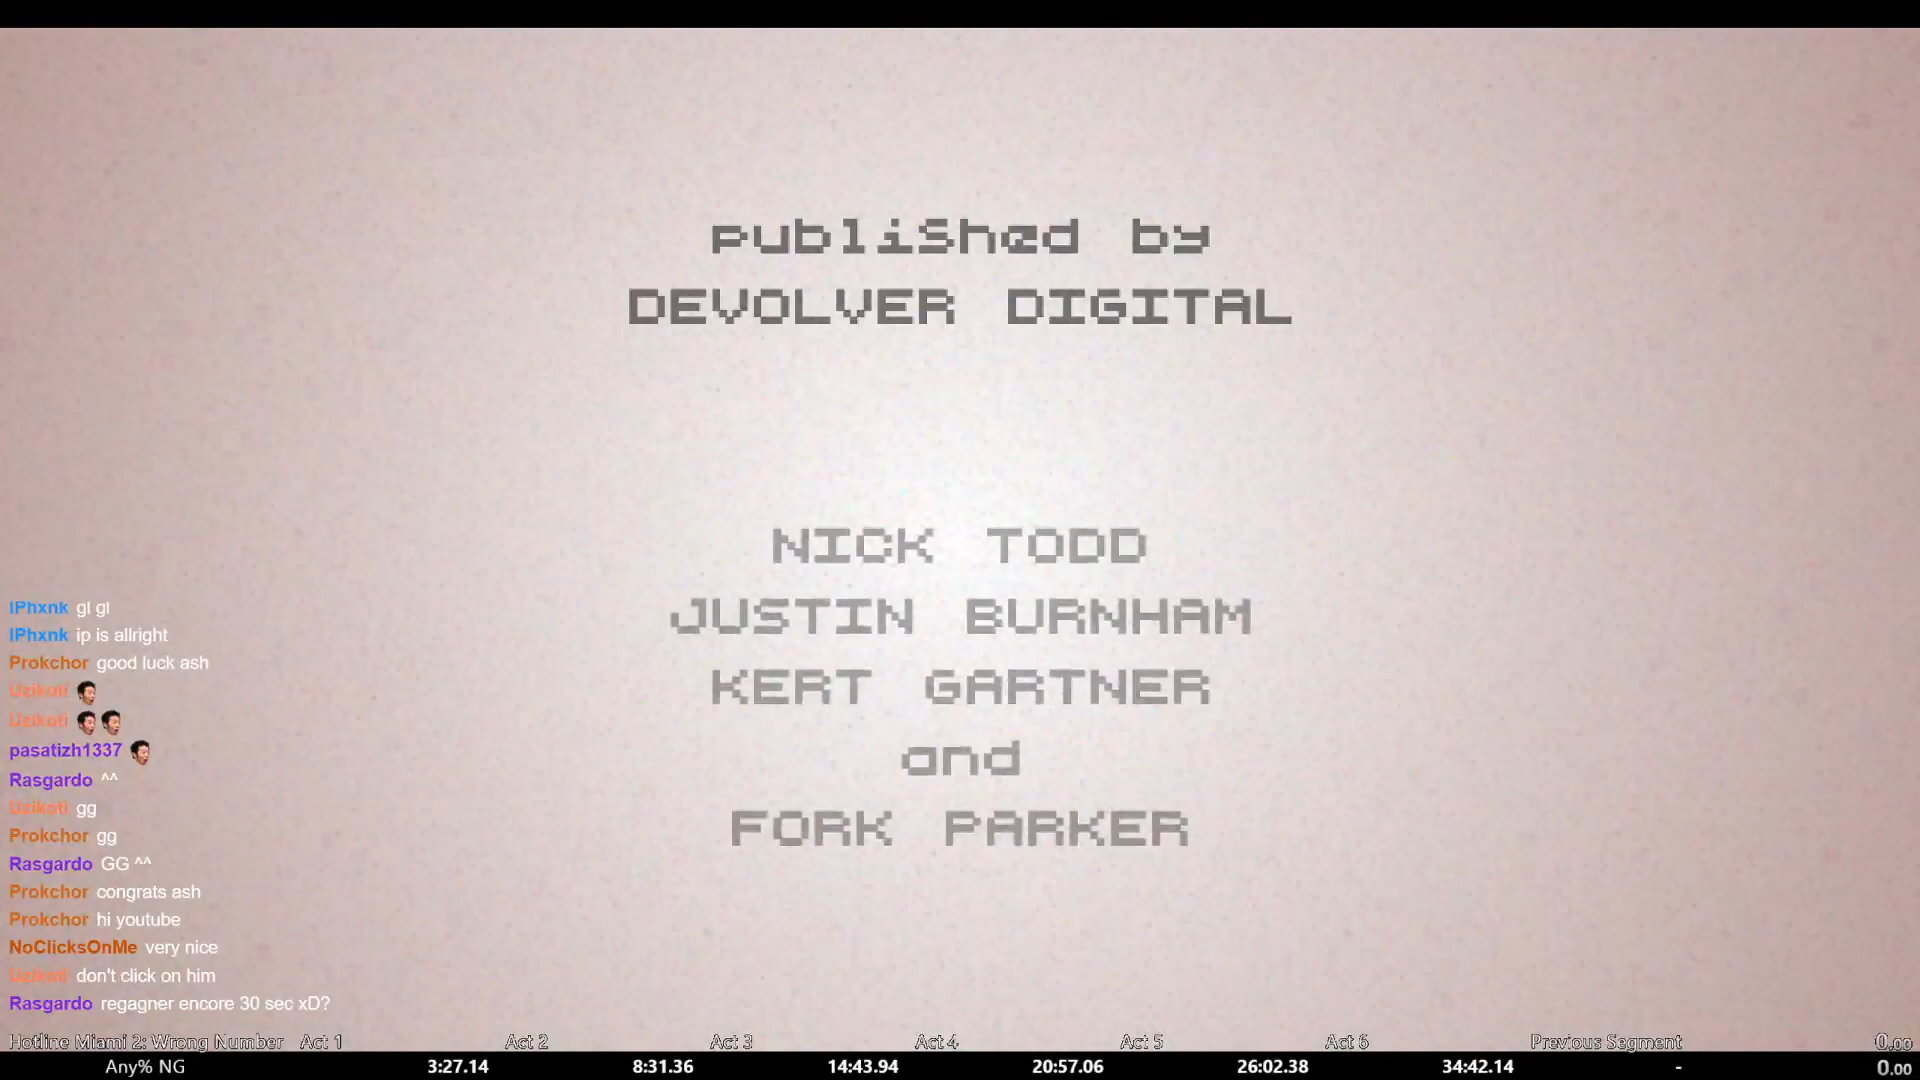 publiShed by
DEVOLVER DIGITAL
NICK TODD
JUSTIN BURNHAM
KERT GARTNER
and
FORK PARKER
IPhxnk gl gl
IPhxnk ip is allright
Prokchor good luck ash
Uzikoti
Uzikoti
pasatizh1337
Rasgardo ^^
Uzikoti gg
Prokchor gg
Rasgardo GG ^^
Prokchor congrats ash
Prokchor hi youtube
NoClicksOnMe very nice
Uzikoti don't click on him
Rasgardo regagner encore 30 sec xD?
Hotline Miami 2: Wrong Number Act 1 Act 2 Act 3 Act 4 Act 5 Act 6 Previous Segment 0.00
Any% NG 3:27.14 8:31.36 14:43.94 20:57.06 26:02.38 34:42.14 - 0.00